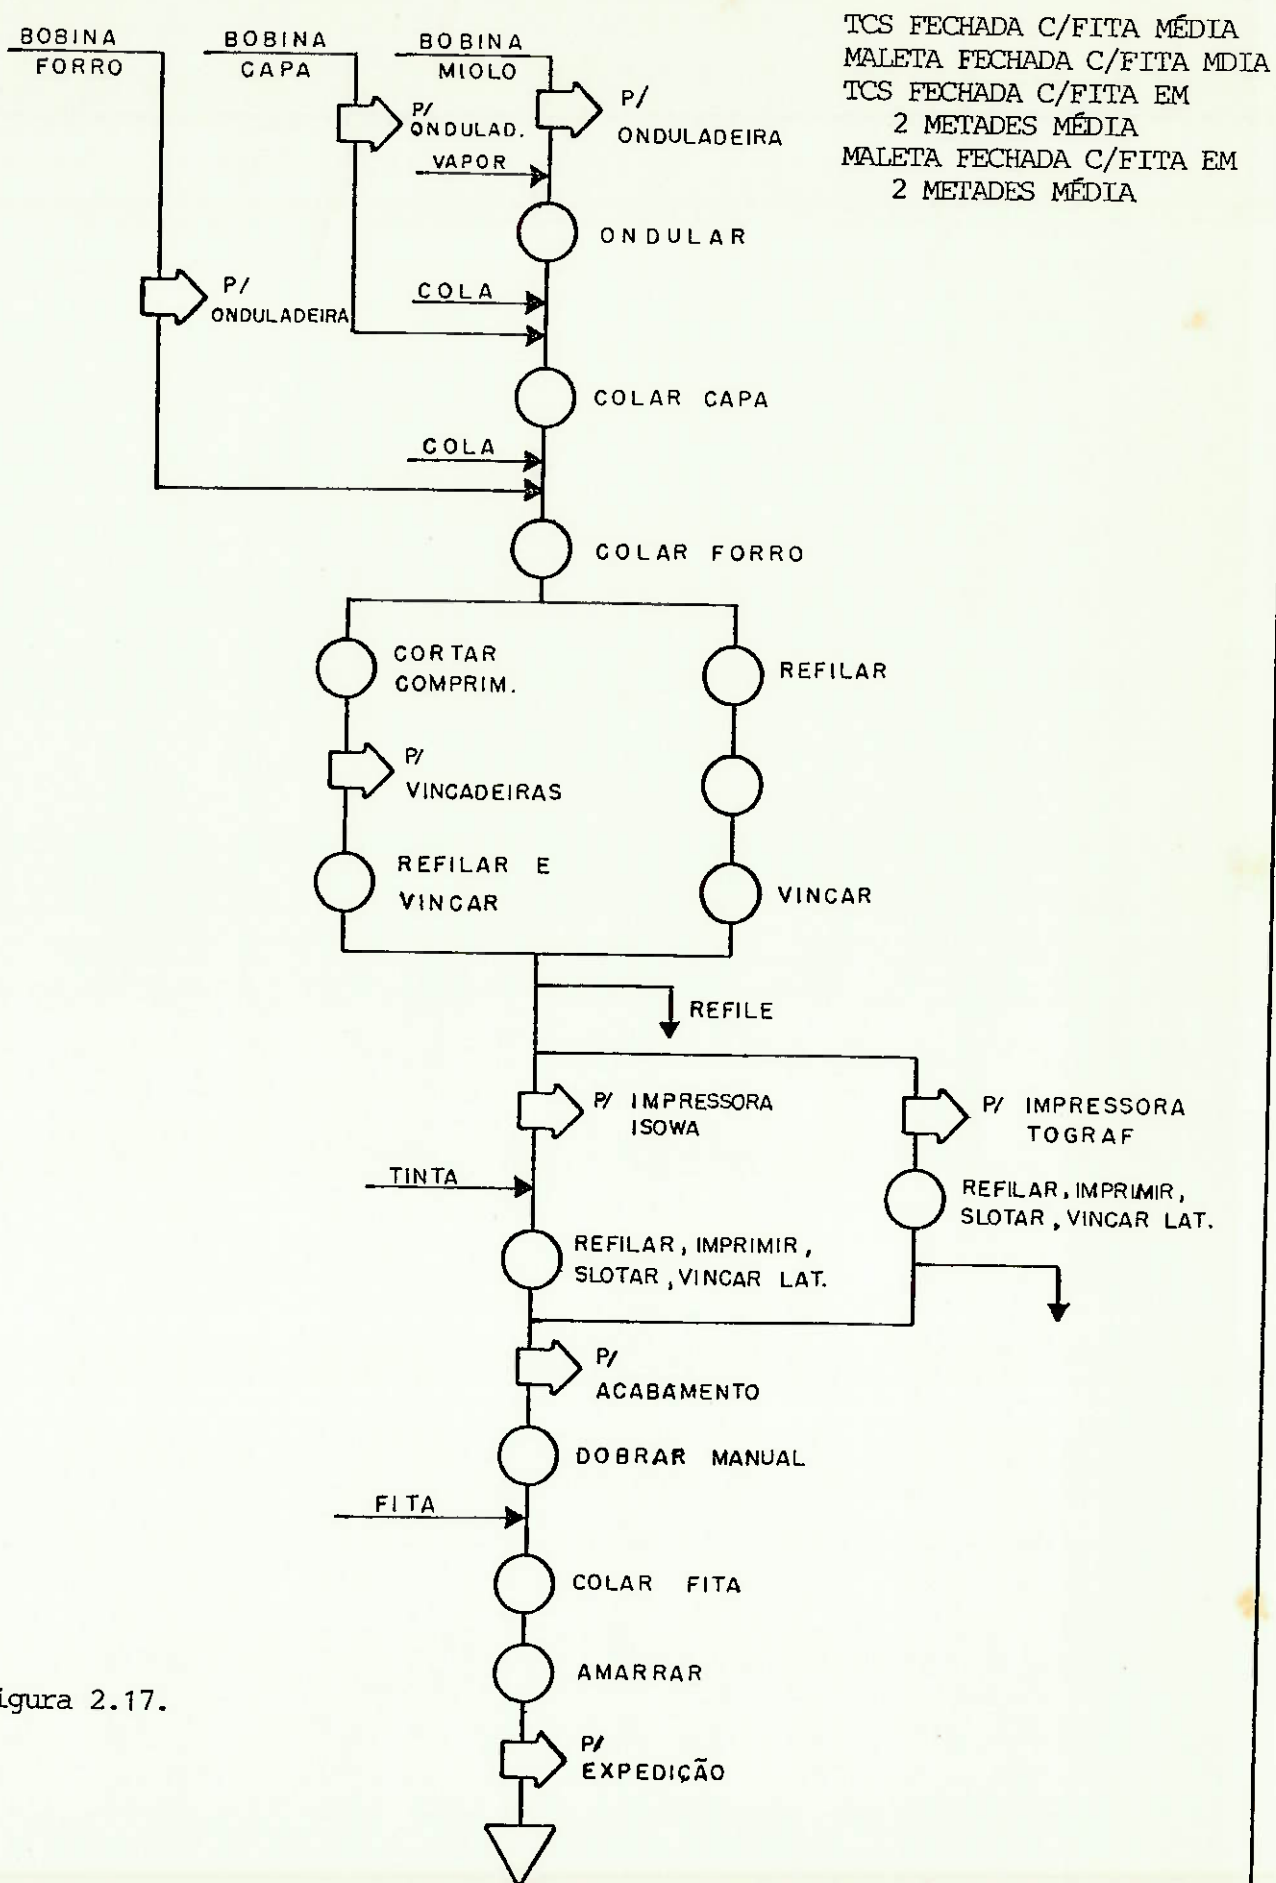 BOBINA
FORRO
BOBINA
CAPA
BOBINA
MIOLO
TCS FECHADA C/FITA MÉDIA
MALETA FECHADA C/FITA MDIA
TCS FECHADA C/FITA EM
2 METADES MÉDIA
MALETA FECHADA C/FITA EM
2 METADES MÉDIA
P/
ONDULAD.
P/
ONDULADEIRA
VAPOR
ONDULAR
P/
ONDULADEIRA
COLA
COLAR CAPA
COLA
COLAR FORRO
CORTAR
COMPRIM.
REFILAR
P/
VINCADEIRAS
REFILAR E
VINCAR
VINCAR
REFILE
P/ IMPRESSORA
ISOWA
P/ IMPRESSORA
TOGRAF
TINTA
REFILAR, IMPRIMIR,
SLOTAR, VINCAR LAT.
REFILAR, IMPRIMIR,
SLOTAR, VINCAR LAT.
P/
ACABAMENTO
DOBRAR MANUAL
FITA
COLAR FITA
AMARRAR
igura 2.17.
P/
EXPEDIÇÃO